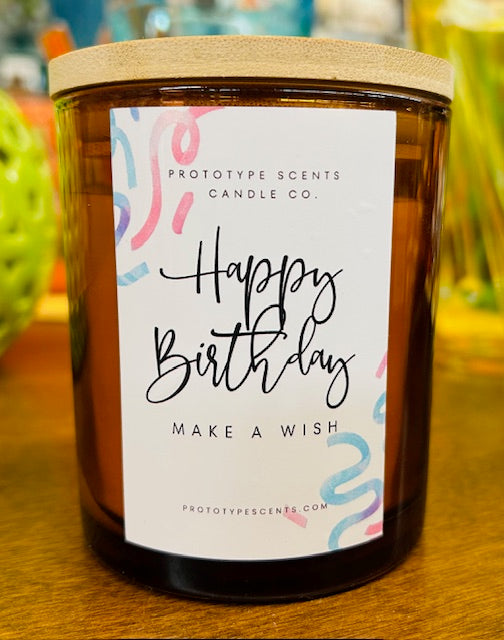 PROTOTYPE SCENTS
CANDLE CO.
Happy
Birthday
MAKE A WISH
PROTOTYPESCENTS.COM